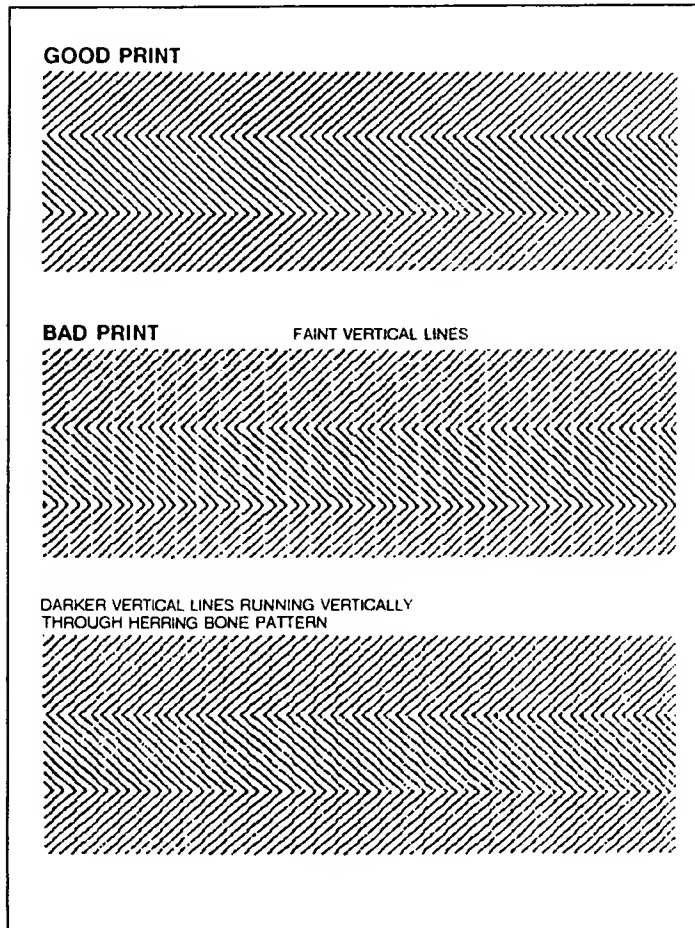 GOOD PRINT
BAD PRINT FAINT VERTICAL LINES
DARKER VERTICAL LINES RUNNING VERTICALLY
THROUGH HERRING BONE PATTERN